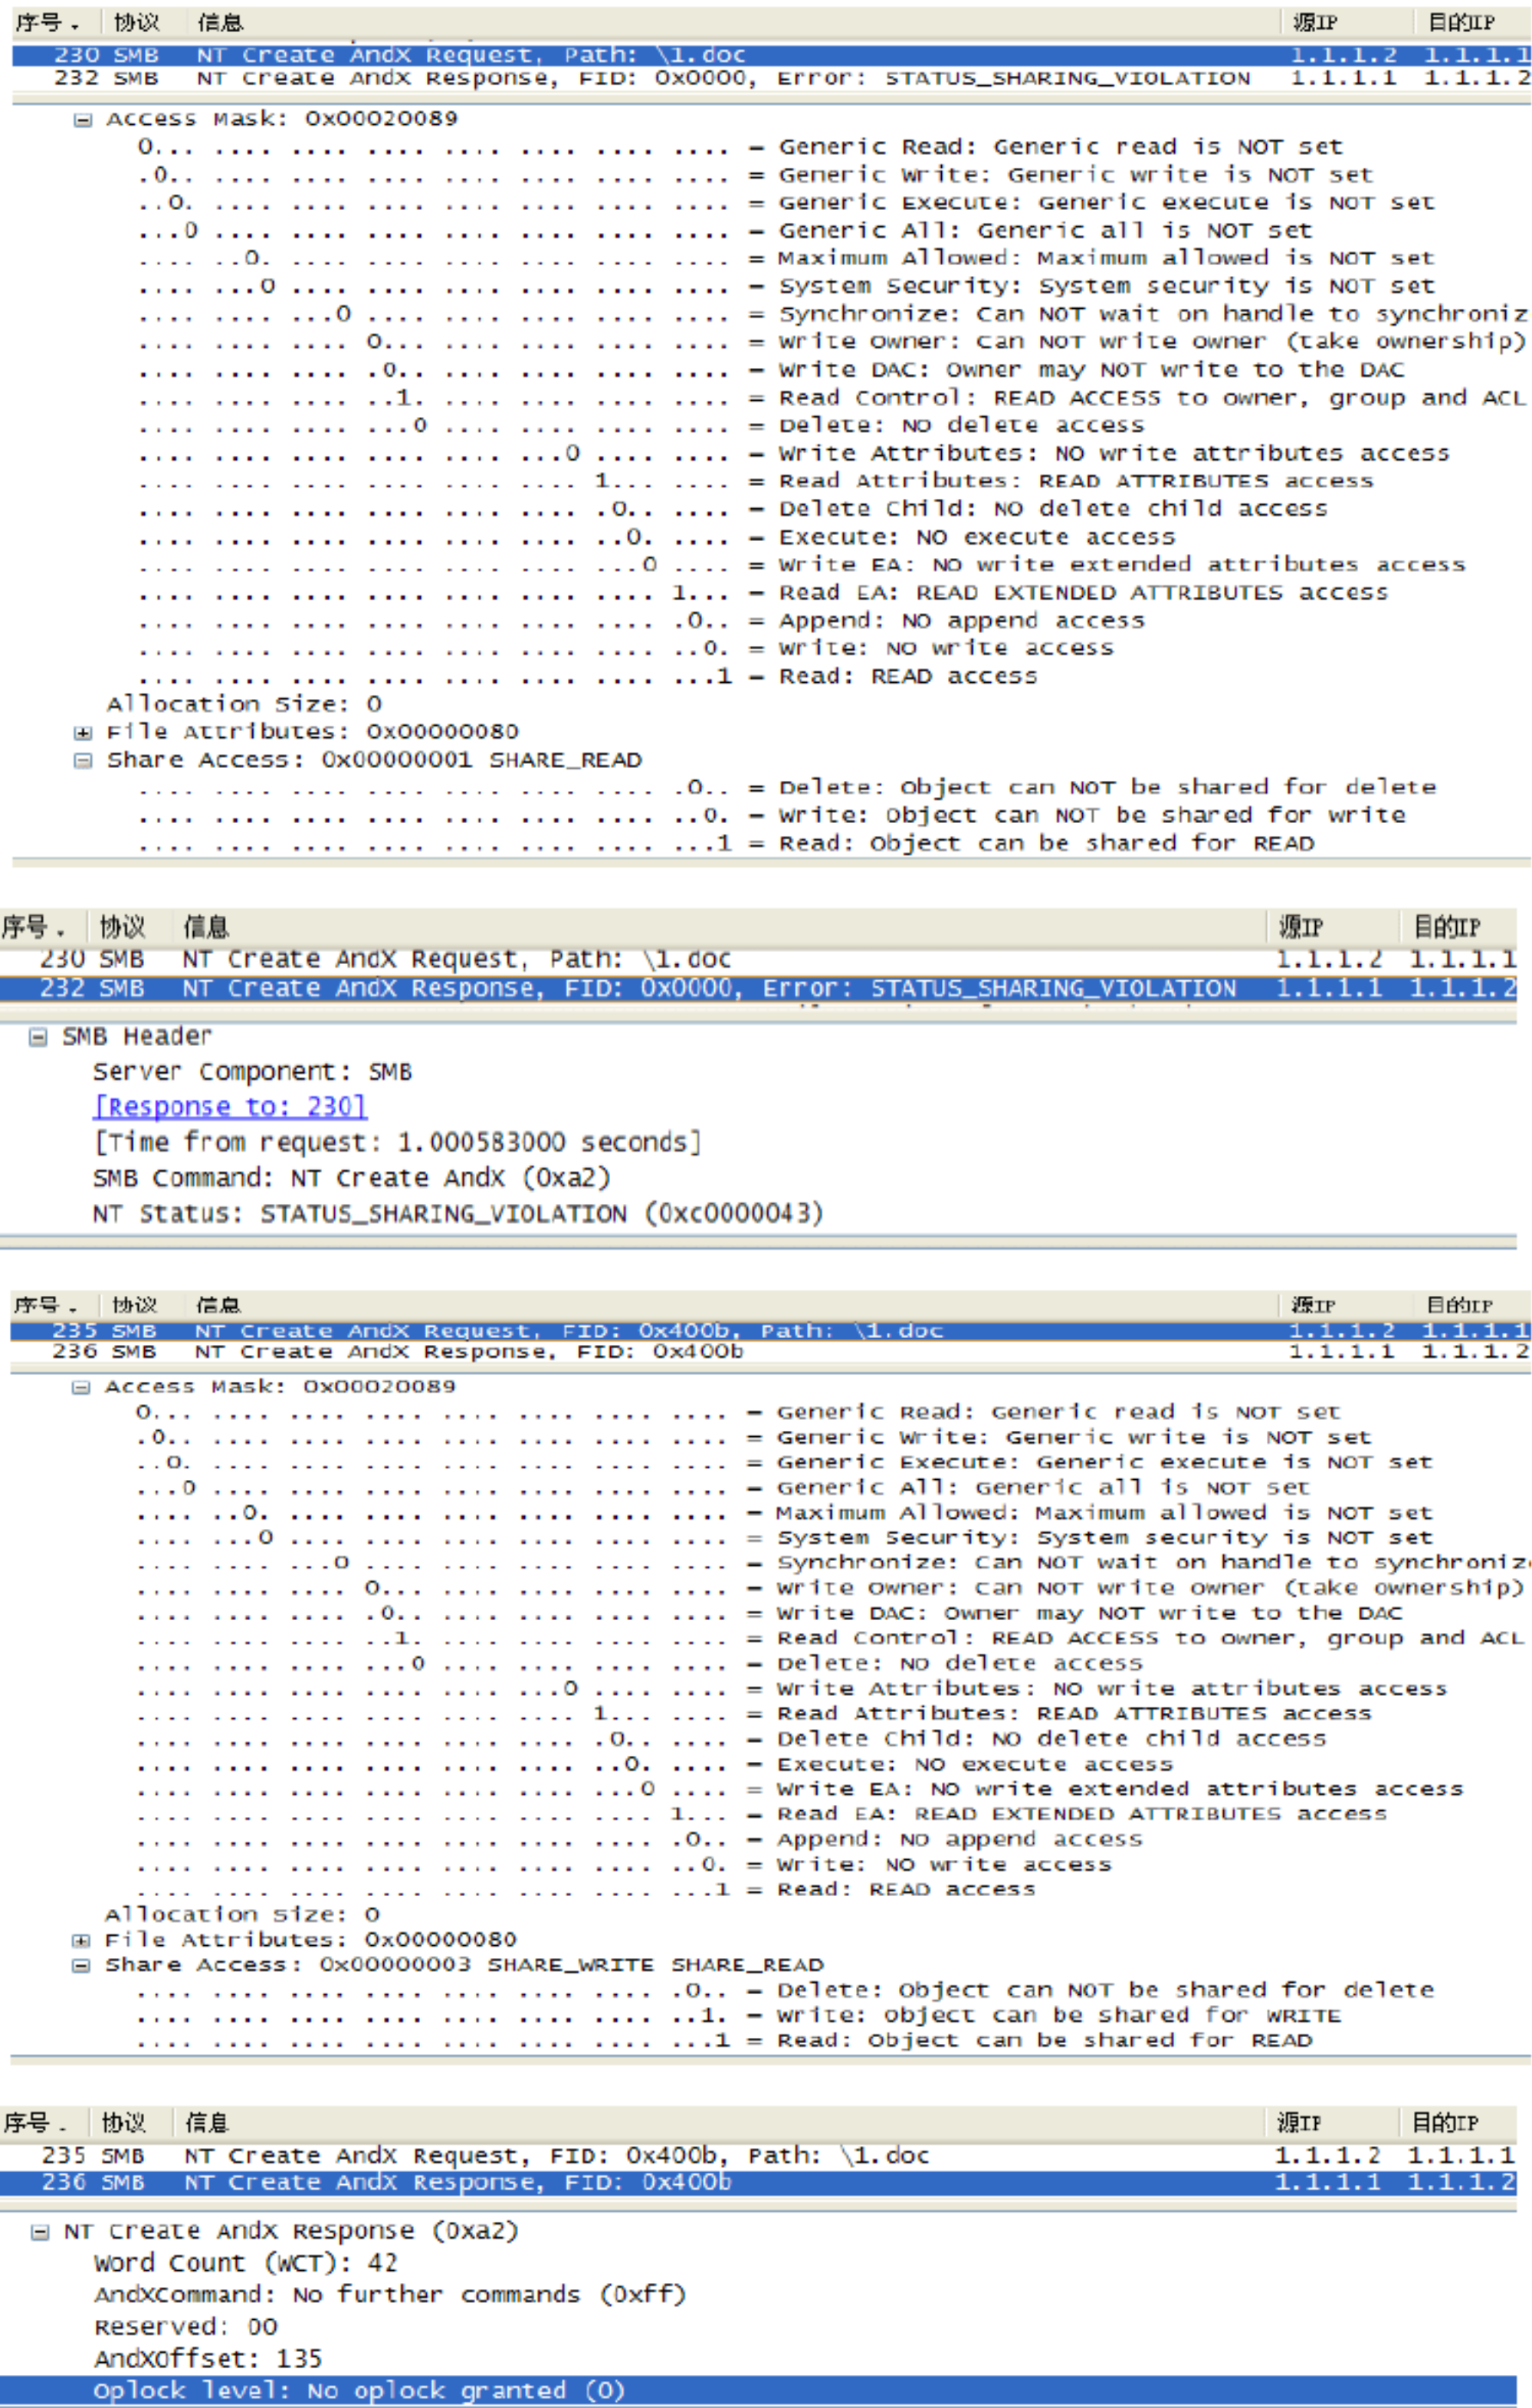 序号 . 协议 信息 源IP 目的IP
230 SMB NT Create AndX Request, Path: \1.doc 1.1.1.2 1.1.1.1
232 SMB NT Create AndX Response, FID: 0x0000, Error: STATUS_SHARING_VIOLATION 1.1.1.1 1.1.1.2
Access Mask: 0x00020089
0... .... .... .... .... .... .... .... = Generic Read: Generic read is NOT set
.0.. .... .... .... .... .... .... .... = Generic Write: Generic write is NOT set
..0. .... .... .... .... .... .... .... = Generic Execute: Generic execute is NOT set
...0 .... .... .... .... .... .... .... = Generic All: Generic all is NOT set
.... ..0. .... .... .... .... .... .... = Maximum Allowed: Maximum allowed is NOT set
.... ...0 .... .... .... .... .... .... = System Security: System security is NOT set
.... .... ...0 .... .... .... .... .... = Synchronize: Can NOT wait on handle to synchroniz
.... .... .... 0... .... .... .... .... = Write Owner: Can NOT write owner (take ownership)
.... .... .... .0.. .... .... .... .... = Write DAC: Owner may NOT write to the DAC
.... .... .... ..1. .... .... .... .... = Read Control: READ ACCESS to owner, group and ACL
.... .... .... ...0 .... .... .... .... = Delete: NO delete access
.... .... .... .... .... ...0 .... .... = Write Attributes: NO write attributes access
.... .... .... .... .... .... 1... .... = Read Attributes: READ ATTRIBUTES access
.... .... .... .... .... .... .0.. .... = Delete Child: NO delete child access
.... .... .... .... .... .... ..0. .... = Execute: NO execute access
.... .... .... .... .... .... ...0 .... = Write EA: NO write extended attributes access
.... .... .... .... .... .... .... 1... = Read EA: READ EXTENDED ATTRIBUTES access
.... .... .... .... .... .... .... .0.. = Append: NO append access
.... .... .... .... .... .... .... ..0. = Write: NO write access
.... .... .... .... .... .... .... ...1 = Read: READ access
Allocation Size: 0
File Attributes: 0x00000080
Share Access: 0x00000001 SHARE_READ
.... .... .... .... .... .... .... .0.. = Delete: Object can NOT be shared for delete
.... .... .... .... .... .... .... ..0. = Write: Object can NOT be shared for write
.... .... .... .... .... .... .... ...1 = Read: Object can be shared for READ
序号 . 协议 信息 源IP 目的IP
230 SMB NT Create AndX Request, Path: \1.doc 1.1.1.2 1.1.1.1
232 SMB NT Create AndX Response, FID: 0x0000, Error: STATUS_SHARING_VIOLATION 1.1.1.1 1.1.1.2
SMB Header
Server Component: SMB
[Response to: 230]
[Time from request: 1.000583000 seconds]
SMB Command: NT Create AndX (0xa2)
NT Status: STATUS_SHARING_VIOLATION (0xc0000043)
序号 . 协议 信息 源IP 目的IP
235 SMB NT Create AndX Request, FID: 0x400b, Path: \1.doc 1.1.1.2 1.1.1.1
236 SMB NT Create AndX Response, FID: 0x400b 1.1.1.1 1.1.1.2
Access Mask: 0x00020089
0... .... .... .... .... .... .... .... = Generic Read: Generic read is NOT set
.0.. .... .... .... .... .... .... .... = Generic Write: Generic write is NOT set
..0. .... .... .... .... .... .... .... = Generic Execute: Generic execute is NOT set
...0 .... .... .... .... .... .... .... = Generic All: Generic all is NOT set
.... ..0. .... .... .... .... .... .... = Maximum Allowed: Maximum allowed is NOT set
.... ...0 .... .... .... .... .... .... = System Security: System security is NOT set
.... .... ...0 .... .... .... .... .... = Synchronize: Can NOT wait on handle to synchroniz
.... .... .... 0... .... .... .... .... = Write Owner: Can NOT write owner (take ownership)
.... .... .... .0.. .... .... .... .... = Write DAC: Owner may NOT write to the DAC
.... .... .... ..1. .... .... .... .... = Read Control: READ ACCESS to owner, group and ACL
.... .... .... ...0 .... .... .... .... = Delete: NO delete access
.... .... .... .... .... ...0 .... .... = Write Attributes: NO write attributes access
.... .... .... .... .... .... 1... .... = Read Attributes: READ ATTRIBUTES access
.... .... .... .... .... .... .0.. .... = Delete Child: NO delete child access
.... .... .... .... .... .... ..0. .... = Execute: NO execute access
.... .... .... .... .... .... ...0 .... = Write EA: NO write extended attributes access
.... .... .... .... .... .... .... 1... = Read EA: READ EXTENDED ATTRIBUTES access
.... .... .... .... .... .... .... .0.. = Append: NO append access
.... .... .... .... .... .... .... ..0. = Write: NO write access
.... .... .... .... .... .... .... ...1 = Read: READ access
Allocation Size: 0
File Attributes: 0x00000080
Share Access: 0x00000003 SHARE_WRITE SHARE_READ
.... .... .... .... .... .... .... .0.. = Delete: Object can NOT be shared for delete
.... .... .... .... .... .... .... ..1. = Write: Object can be shared for WRITE
.... .... .... .... .... .... .... ...1 = Read: Object can be shared for READ
序号 . 协议 信息 源IP 目的IP
235 SMB NT Create AndX Request, FID: 0x400b, Path: \1.doc 1.1.1.2 1.1.1.1
236 SMB NT Create AndX Response, FID: 0x400b 1.1.1.1 1.1.1.2
NT Create AndX Response (0xa2)
Word Count (WCT): 42
AndXCommand: No further commands (0xff)
Reserved: 00
AndXOffset: 135
Oplock level: No oplock granted (0)